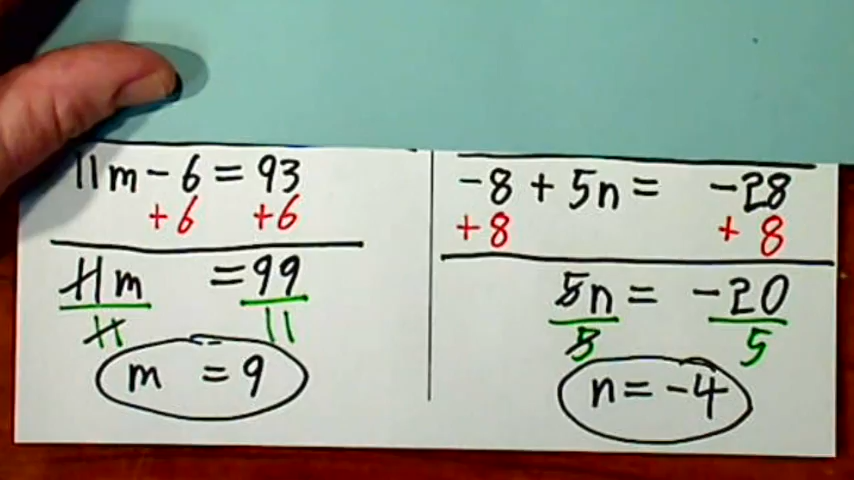 11m - 6 = 93
+6 +6
11m = 99
11 11
m = 9
-8 + 5n = -28
+8 + 8
5n = -20
5 5
n = -4